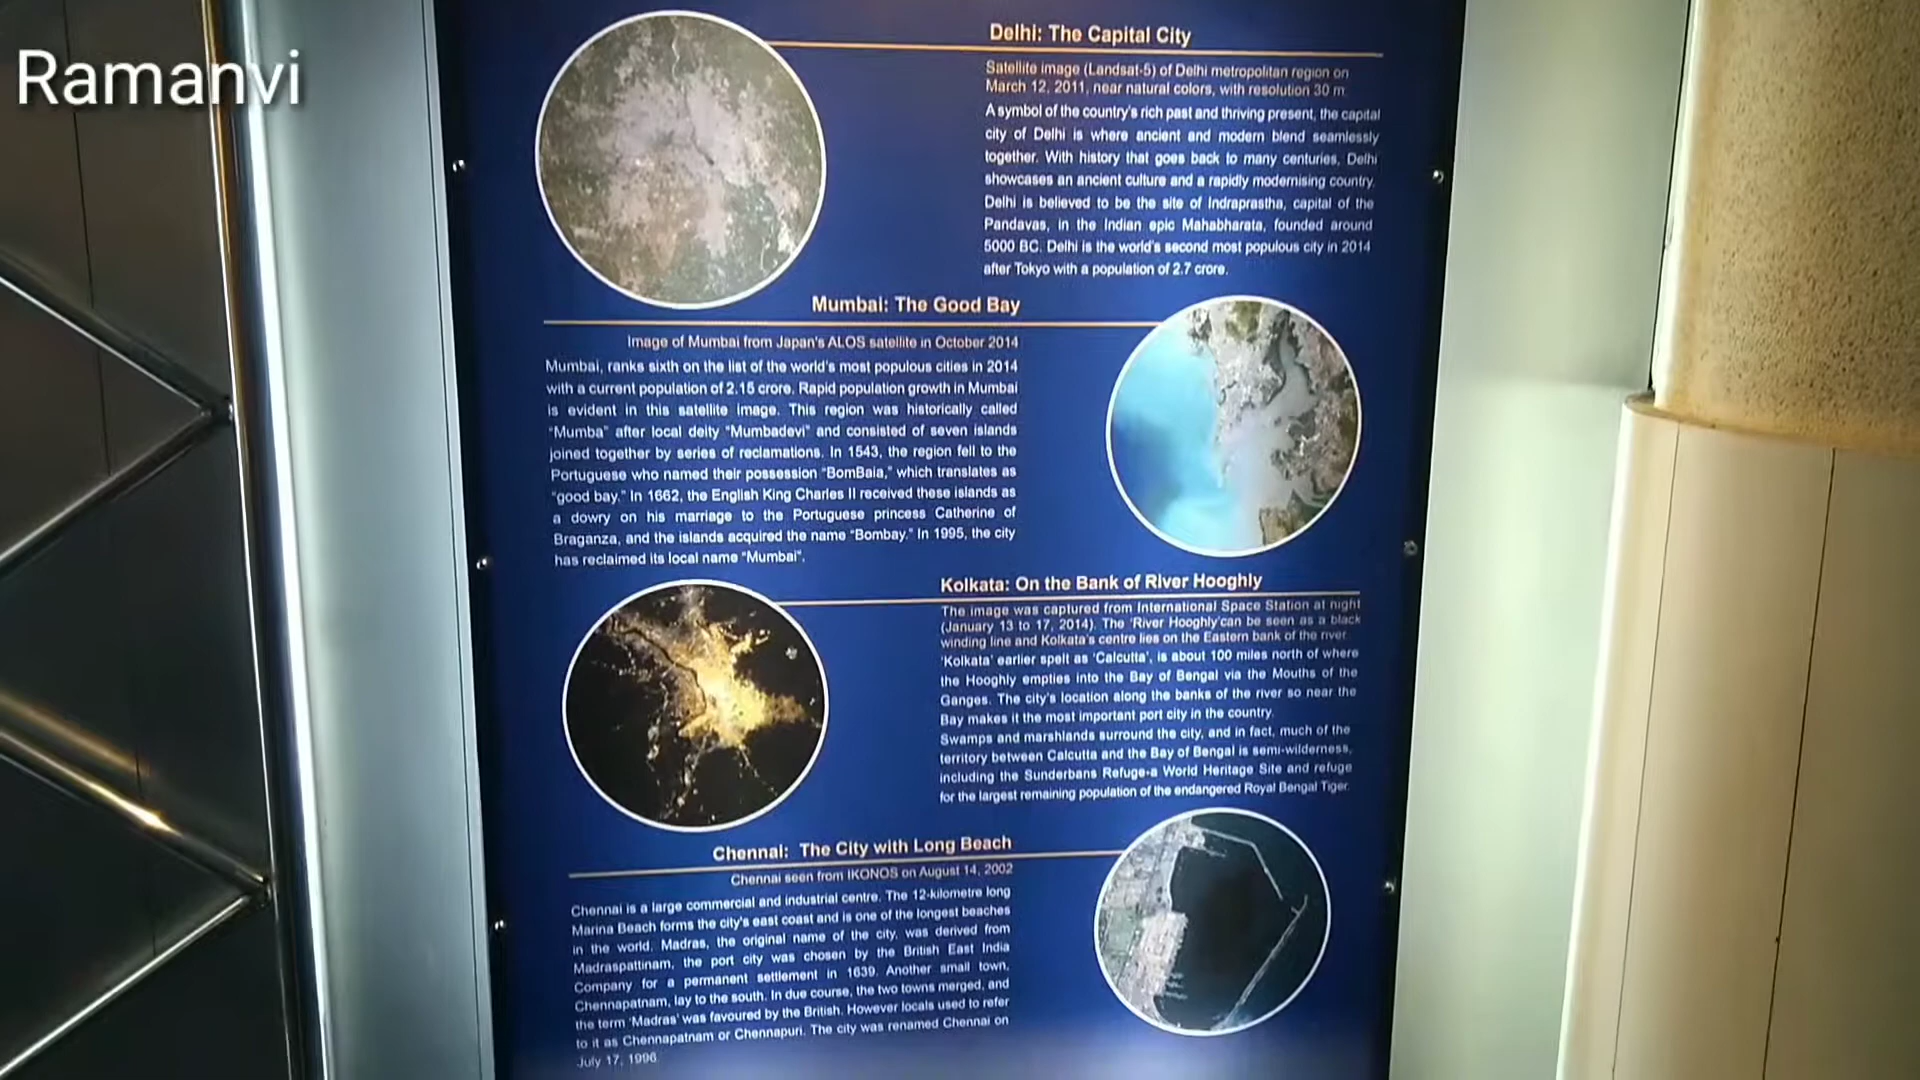 Ramanvi
Delhi: The Capital City
Satellite image (Landsat-5) of Delhi metropolitan region on
March 12, 2011, near natural colors, with resolution 30 m
A symbol of the country's rich past and thriving present, the capital
city of Delhi is where ancient and modern blend seamlessly
together. With history that goes back to many centuries, Delhi
showcases an ancient culture and a rapidly modernising country.
Delhi is believed to be the site of Indraprastha, capital of the
Pandavas, in the Indian epic Mahabharata, founded around
5000 BC. Delhi is the world's second most populous city in 2014
after Tokyo with a population of 2.7 crore.
Mumbai: The Good Bay
Image of Mumbai from Japan's ALOS satellite in October 2014
Mumbai, ranks sixth on the list of the world's most populous cities in 2014
with a current population of 2.15 crore. Rapid population growth in Mumbai
is evident in this satellite image. This region was historically called
"Mumba" after local deity "Mumbadevi" and consisted of seven islands
joined together by series of reclamations. In 1543, the region fell to the
Portuguese who named their possession "BomBaia," which translates as
"good bay." In 1662, the English King Charles II received these islands as
a dowry on his marriage to the Portuguese princess Catherine of
Braganza, and the islands acquired the name "Bombay." In 1995, the city
has reclaimed its local name "Mumbai".
Kolkata: On the Bank of River Hooghly
The image was captured from International Space Station at night
(January 13 to 17, 2014). The 'River Hooghly'can be seen as a black
winding line and Kolkata's centre lies on the Eastern bank of the river
'Kolkata' earlier spelt as 'Calcutta', is about 100 miles north of where
the Hooghly empties into the Bay of Bengal via the Mouths of the
Ganges. The city's location along the banks of the river so near the
Bay makes it the most important port city in the country.
Swamps and marshlands surround the city, and in fact, much of the
territory between Calcutta and the Bay of Bengal is semi-wilderness,
including the Sunderbans Refuge-a World Heritage Site and refuge
for the largest remaining population of the endangered Royal Bengal Tiger.
Chennai: The City with Long Beach
Chennai seen from IKONOS on August 14, 2002
Chennai is a large commercial and industrial centre. The 12-kilometre long
Marina Beach forms the city's east coast and is one of the longest beaches
in the world. Madras, the original name of the city, was derived from
Madraspattinam, the port city was chosen by the British East India
Company for a permanent settlement in 1639. Another small town,
Chennapatnam, lay to the south. In due course, the two towns merged, and
the term 'Madras' was favoured by the British. However locals used to refer
to it as Chennapatnam or Chennapuri. The city was renamed Chennai on
July 17, 1996